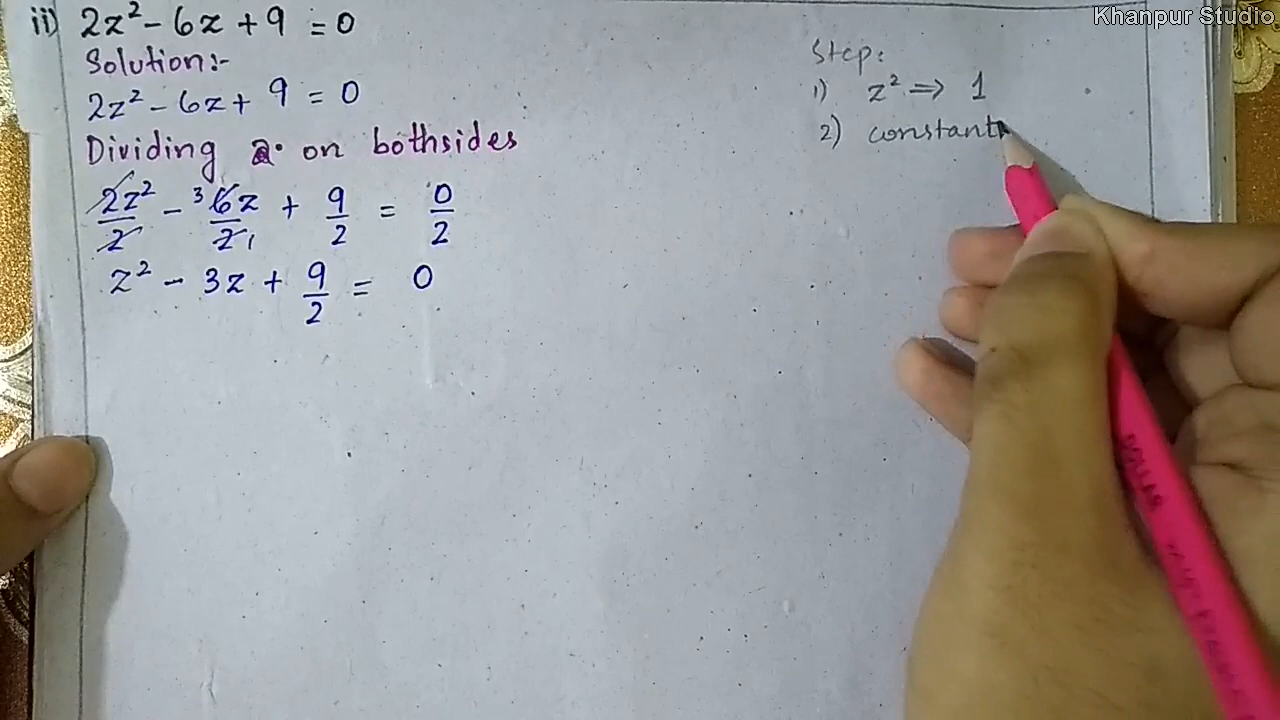 Khanpur Studio
ii) 2z² - 6z + 9 = 0
Solution:-
2z² - 6z + 9 = 0
Dividing 2. on bothsides
2z²/2 - ³6z/2₁ + 9/2 = 0/2
z² - 3z + 9/2 = 0
Step:
1) z² ⇒ 1
2) constant
DOLLAR